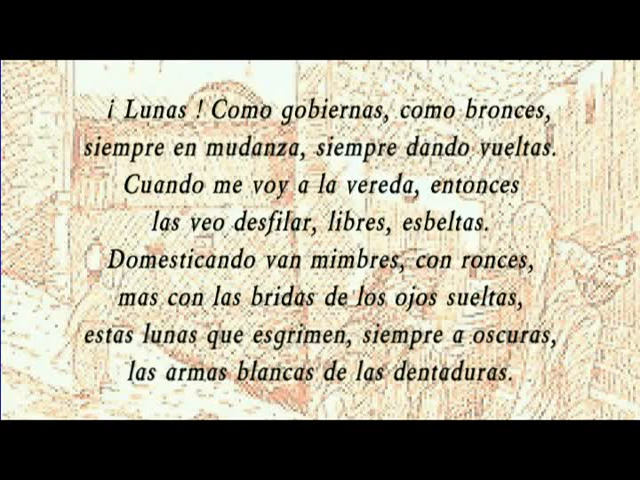 ¡ Lunas ! Como gobiernas, como bronces,
siempre en mudanza, siempre dando vueltas.
Cuando me voy a la vereda, entonces
las veo desfilar, libres, esbeltas.
Domesticando van mimbres, con ronces,
mas con las bridas de los ojos sueltas,
estas lunas que esgrimen, siempre a oscuras,
las armas blancas de las dentaduras.